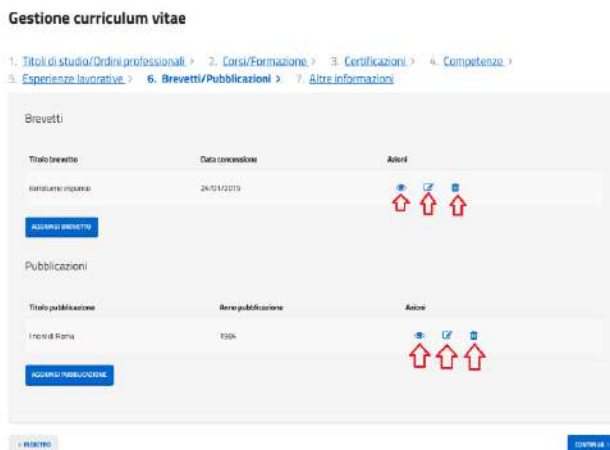 Gestione curriculum vitae
1. Titoli di studio/Ordini professionali > 2. Corsi/Formazione > 3. Certificazioni > 4. Competenze >
5. Esperienze lavorative > 6. Brevetti/Pubblicazioni > 7. Altre informazioni
Brevetti
Titolo brevetto Data concessione Azioni
espanso 24/01/2019
AGGIUNGI BREVETTO
Pubblicazioni
Titolo pubblicazione Anno pubblicazione Azioni
di Roma
AGGIUNGI PUBBLICAZIONE
< INDIETRO CONTINUA >